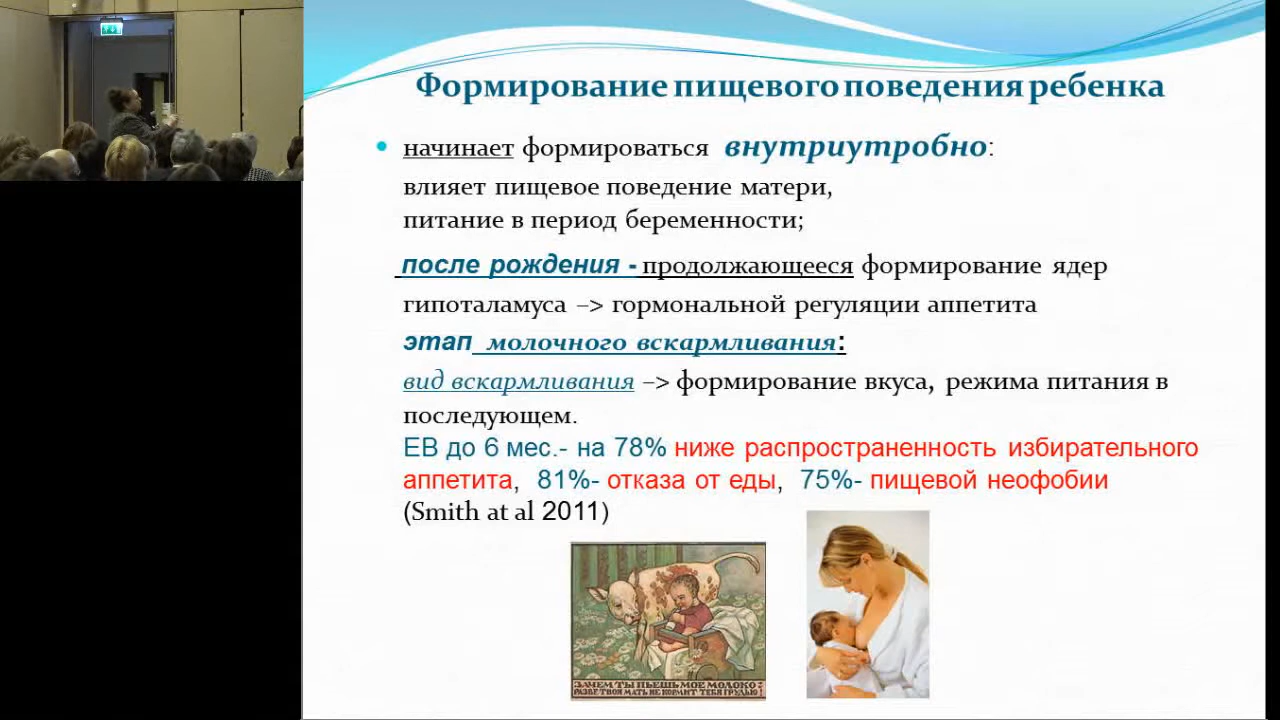 Формирование пищевого поведения ребенка
начинает формироваться внутриутробно:
влияет пищевое поведение матери,
питание в период беременности;
после рождения - продолжающееся формирование ядер
гипоталамуса –> гормональной регуляции аппетита
этап молочного вскармливания:
вид вскармливания –> формирование вкуса, режима питания в
последующем.
ЕВ до 6 мес.- на 78% ниже распространенность избирательного
аппетита, 81%- отказа от еды, 75%- пищевой неофобии
(Smith at al 2011)
ЗАЧЕМ ТЫ ПЬЕШЬ МОЕ МОЛОКО:
РАЗВЕ ТВОЯ МАТЬ НЕ КОРМИТ ТЕБЯ ГРУДЬЮ!